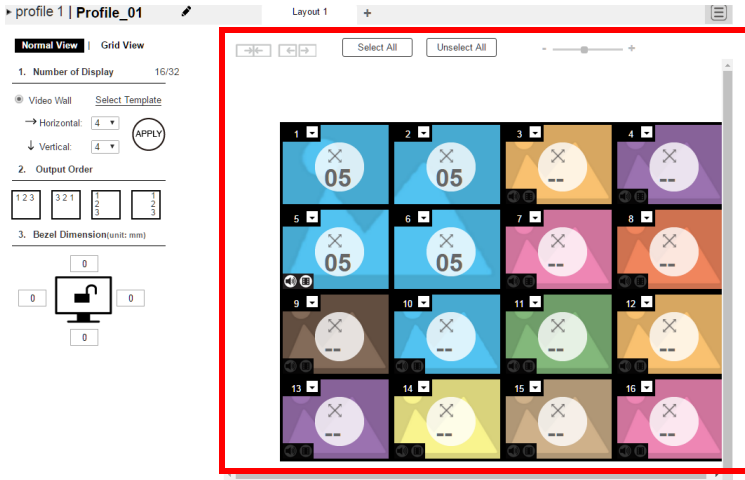 profile 1 | Profile_01
Layout 1 +
Normal View | Grid View
Select All Unselect All - +
1. Number of Display 16/32
Video Wall Select Template
Horizontal: 4
APPLY
Vertical: 4
2. Output Order
1 2 3
3 2 1
1
2
3
1
2
3
3. Bezel Dimension(unit: mm)
0
0 0
0
1 2 3 4
05 05 -- --
5 6 7 8
05 05 -- --
9 10 11 12
-- -- -- --
13 14 15 16
-- -- -- --